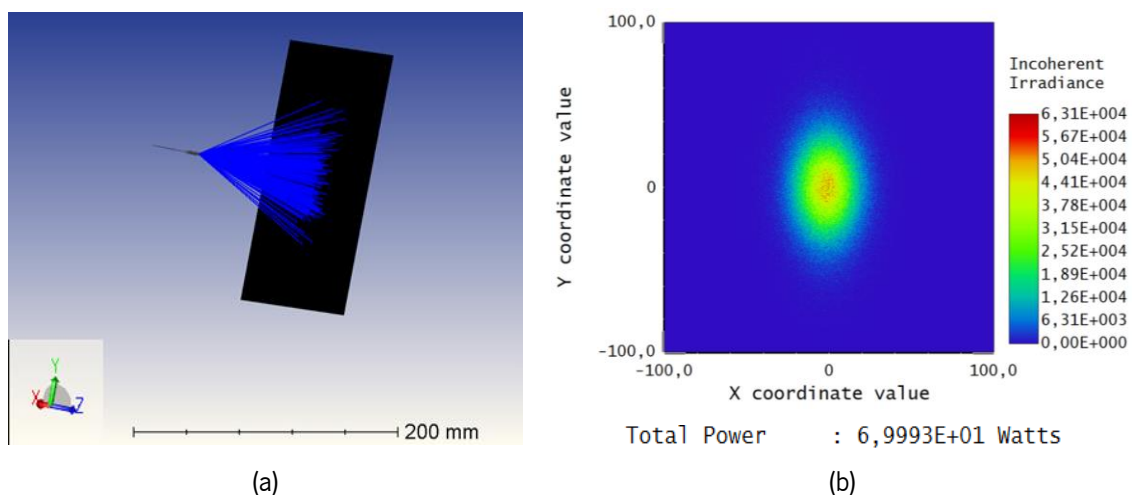 Y
X
Z
200 mm
(a)
100,0
0
-100,0
Y coordinate value
-100,0
0
100,0
X coordinate value
Incoherent
Irradiance
6,31E+004
5,67E+004
5,04E+004
4,41E+004
3,78E+004
3,15E+004
2,52E+004
1,89E+004
1,26E+004
6,31E+003
0,00E+000
Total Power : 6,9993E+01 Watts
(b)